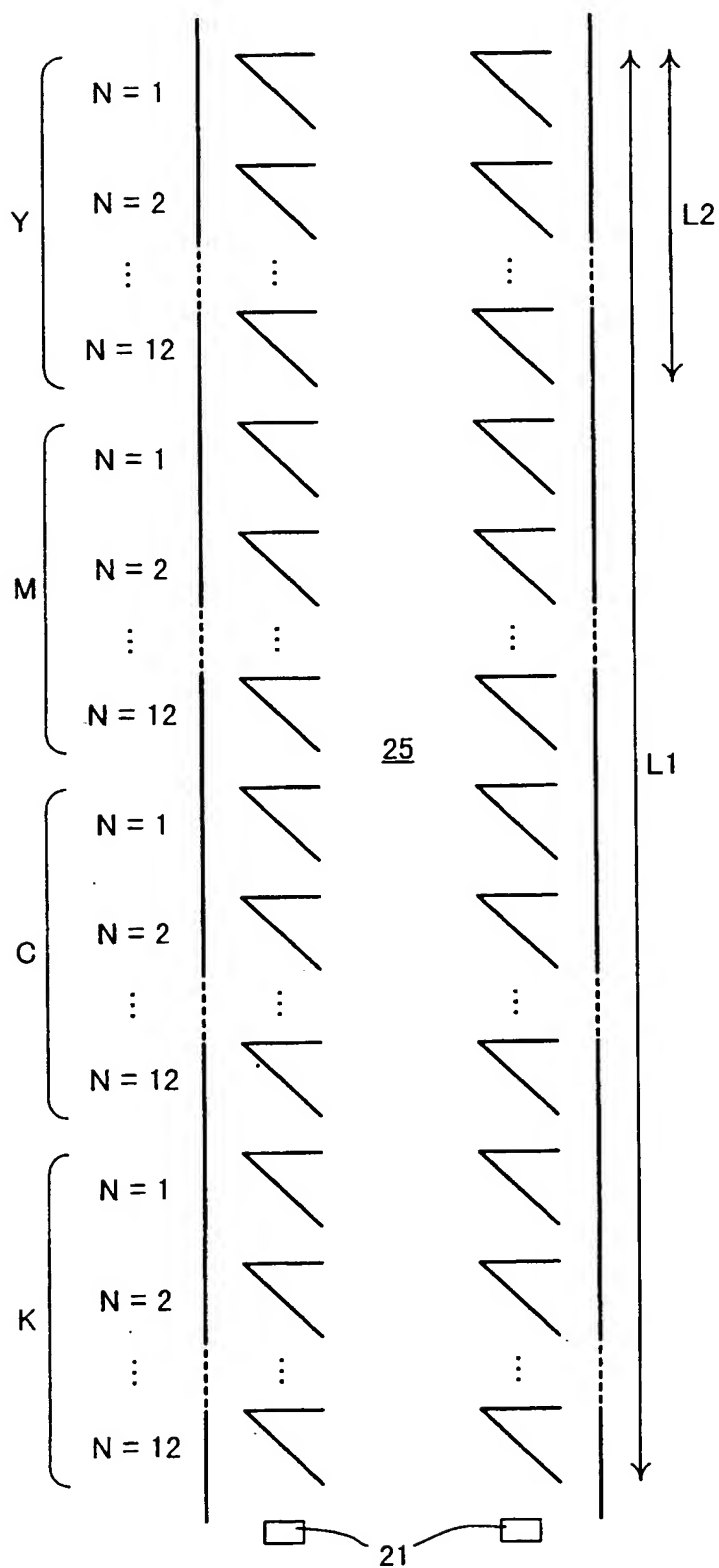 N = 1
N = 2
⋮
N = 12
Y
L2
N = 1
N = 2
⋮
N = 12
M
25
L1
N = 1
N = 2
⋮
N = 12
C
N = 1
N = 2
⋮
N = 12
K
21